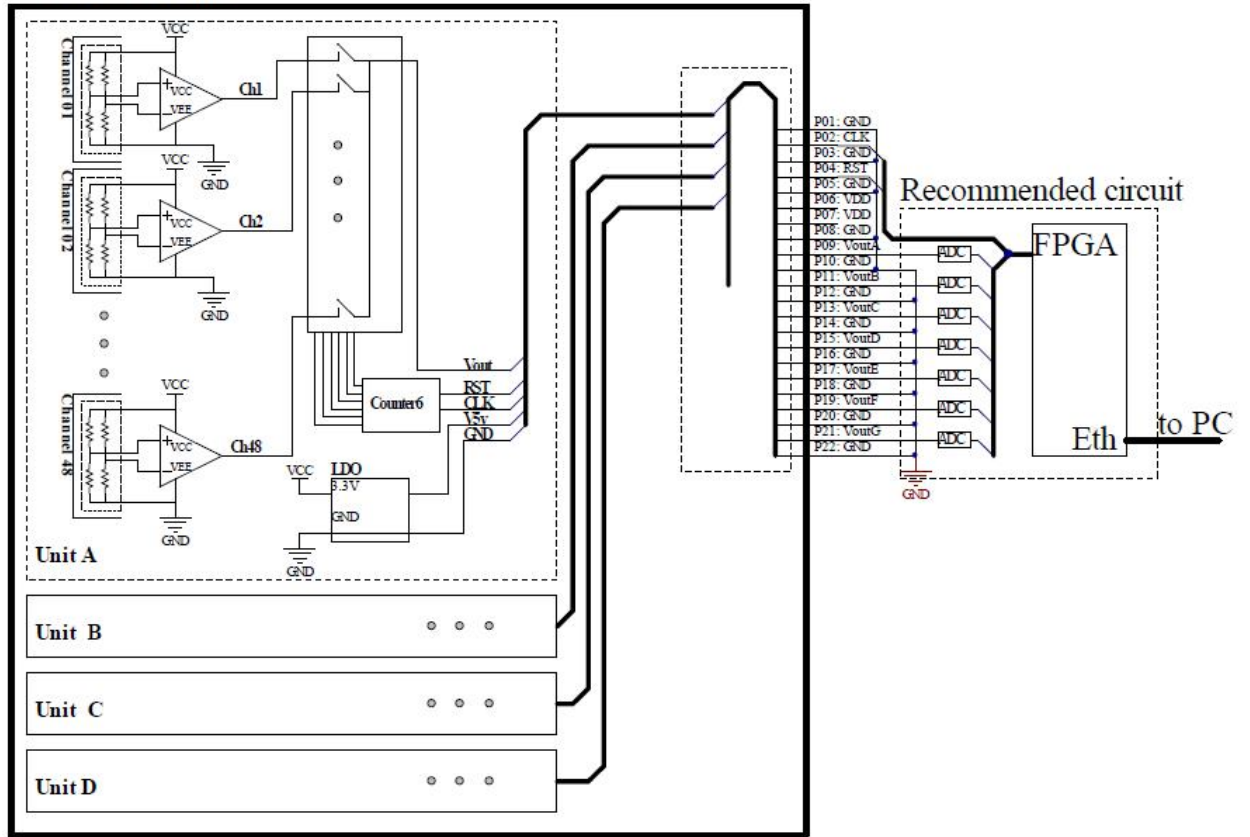 VCC
Channel 01
+
VCC
VEE
−
Ch1
GND
VCC
Channel 02
+
VCC
VEE
−
Ch2
GND
VCC
Channel 48
+
VCC
VEE
−
Ch48
GND
Vout
RST
CLK
V5v
GND
Counter6
VCC
LDO
3.3V
GND
GND
Unit A
Unit B
Unit C
Unit D
P01: GND
P02: CLK
P03: GND
P04: RST
P05: GND
P06: VDD
P07: VDD
P08: GND
P09: VoutA
P10: GND
P11: VoutB
P12: GND
P13: VoutC
P14: GND
P15: VoutD
P16: GND
P17: VoutE
P18: GND
P19: VoutF
P20: GND
P21: VoutG
P22: GND
Recommended circuit
ADC
ADC
ADC
ADC
ADC
ADC
ADC
FPGA
Eth
to PC
GND